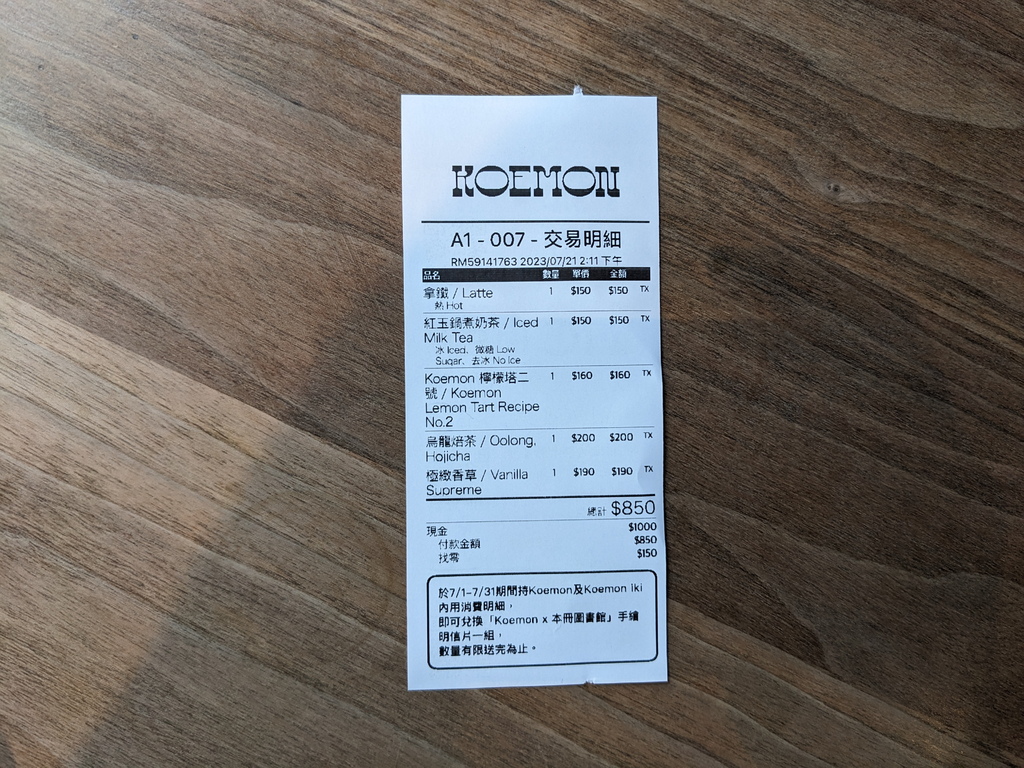 KOEMON
A1 - 007 - 交易明細
RM59141763 2023/07/21 2:11 下午
品名 數量 單價 金額
拿鐵 / Latte 1 $150 $150 TX
熱 Hot
紅玉鍋煮奶茶 / Iced 1 $150 $150 TX
Milk Tea
冰 Iced, 微糖 Low
Sugar, 去冰 No Ice
Koemon 檸檬塔二 1 $160 $160 TX
號 / Koemon
Lemon Tart Recipe
No.2
烏龍焙茶 / Oolong, 1 $200 $200 TX
Hojicha
極緻香草 / Vanilla 1 $190 $190 TX
Supreme
總計 $850
現金 $1000
付款金額 $850
找零 $150
於7/1-7/31期間持Koemon及Koemon iki
內用消費明細，
即可兌換「Koemon x 本冊圖書館」手繪
明信片一組，
數量有限送完為止。